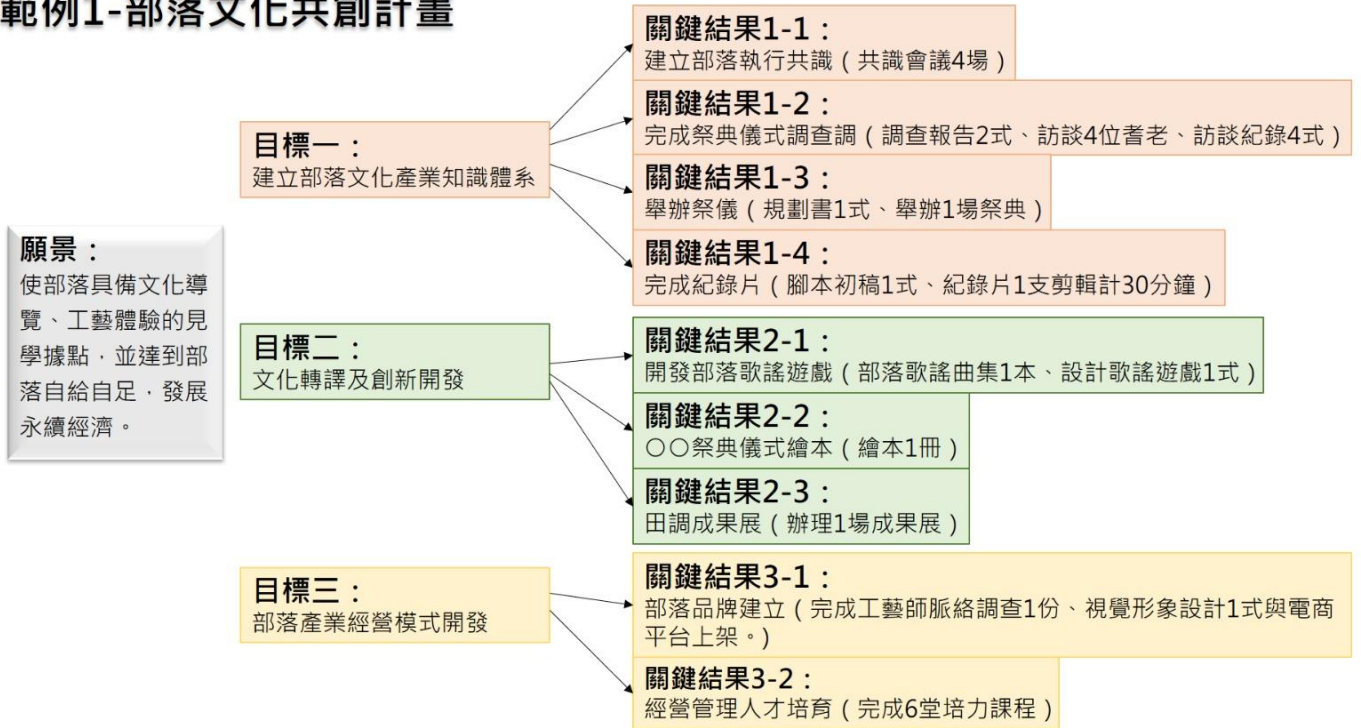 範例1-部落文化共創計畫
願景：
使部落具備文化導
覽、工藝體驗的見
學據點，並達到部
落自給自足，發展
永續經濟。
目標一：
建立部落文化產業知識體系
關鍵結果1-1：
建立部落執行共識（共識會議4場）
關鍵結果1-2：
完成祭典儀式調查調（調查報告2式、訪談4位耆老、訪談紀錄4式）
關鍵結果1-3：
舉辦祭儀（規劃書1式、舉辦1場祭典）
關鍵結果1-4：
完成紀錄片（腳本初稿1式、紀錄片1支剪輯計30分鐘）
目標二：
文化轉譯及創新開發
關鍵結果2-1：
開發部落歌謠遊戲（部落歌謠曲集1本、設計歌謠遊戲1式）
關鍵結果2-2：
○○祭典儀式繪本（繪本1冊）
關鍵結果2-3：
田調成果展（辦理1場成果展）
目標三：
部落產業經營模式開發
關鍵結果3-1：
部落品牌建立（完成工藝師脈絡調查1份、視覺形象設計1式與電商
平台上架。)
關鍵結果3-2：
經營管理人才培育（完成6堂培力課程）